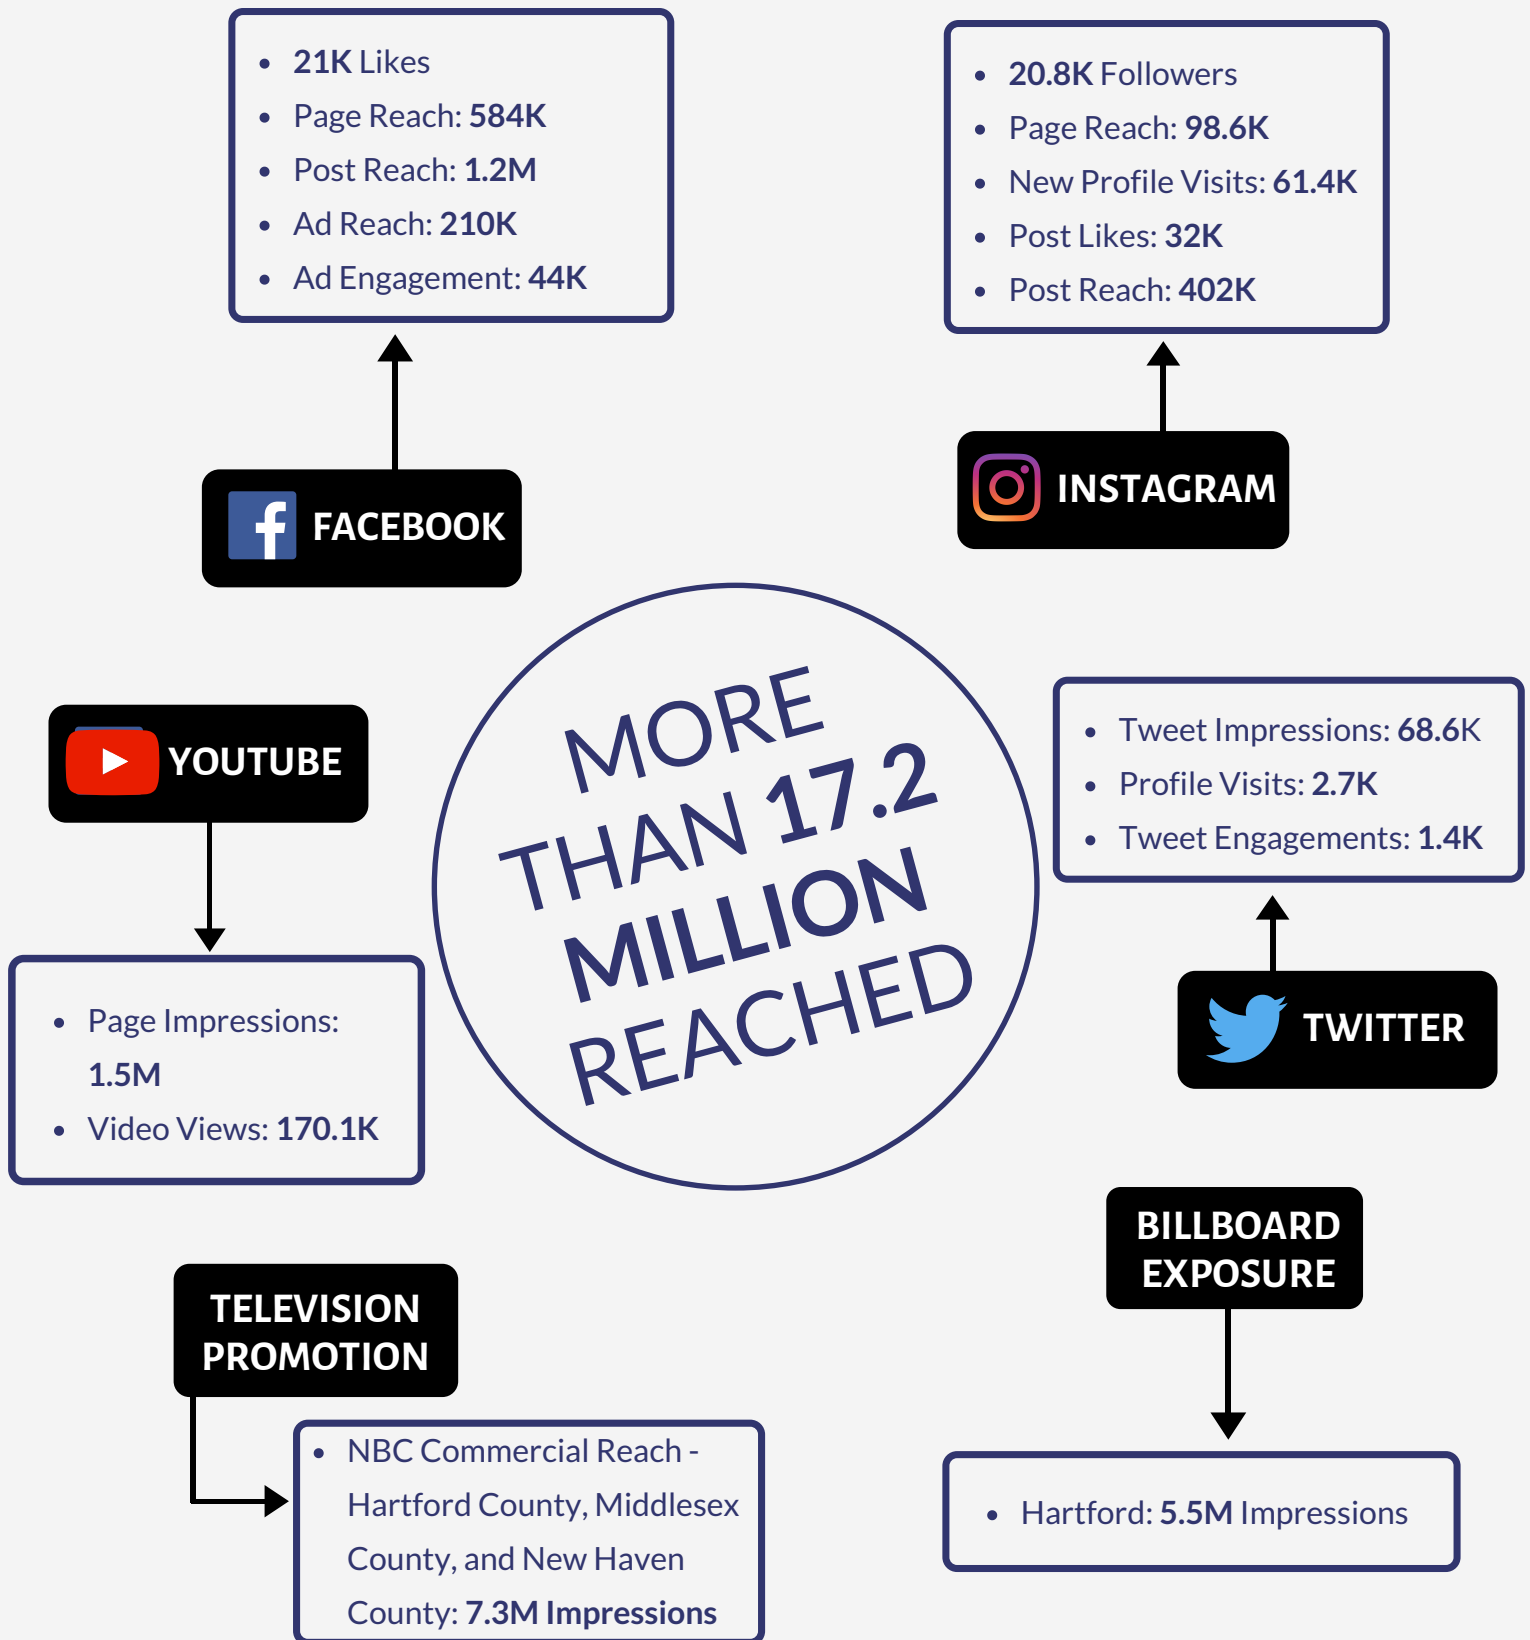 • 21K Likes
• Page Reach: 584K
• Post Reach: 1.2M
• Ad Reach: 210K
• Ad Engagement: 44K
FACEBOOK
• 20.8K Followers
• Page Reach: 98.6K
• New Profile Visits: 61.4K
• Post Likes: 32K
• Post Reach: 402K
INSTAGRAM
YOUTUBE
• Page Impressions:
1.5M
• Video Views: 170.1K
MORE
THAN 17.2
MILLION
REACHED
• Tweet Impressions: 68.6K
• Profile Visits: 2.7K
• Tweet Engagements: 1.4K
TWITTER
TELEVISION
PROMOTION
• NBC Commercial Reach -
Hartford County, Middlesex
County, and New Haven
County: 7.3M Impressions
BILLBOARD
EXPOSURE
• Hartford: 5.5M Impressions